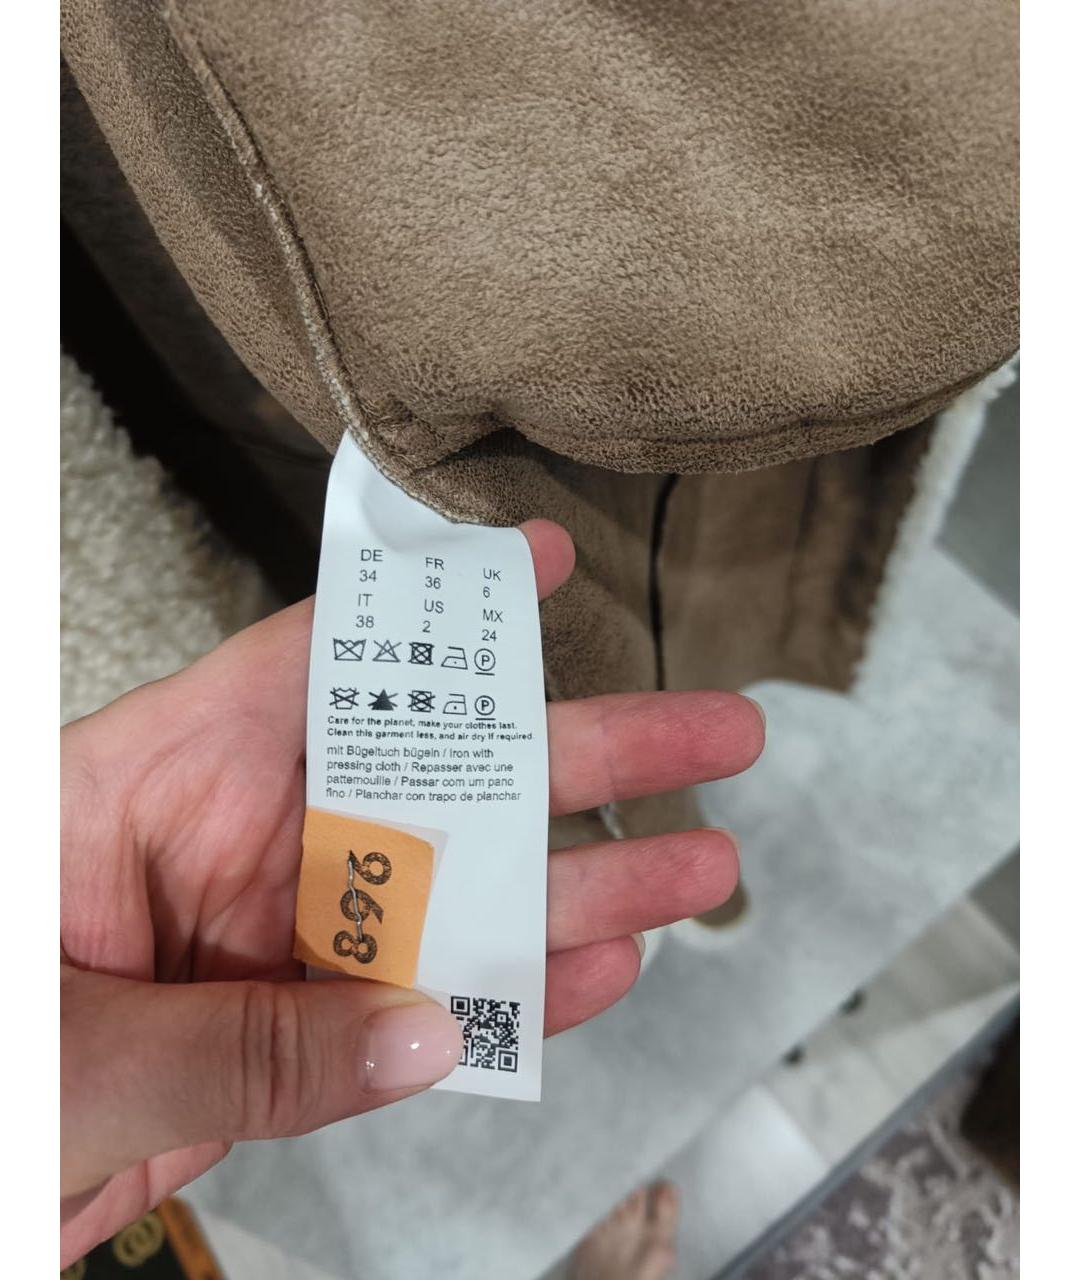 DE FR UK
34 36 6
IT US MX
38 2 24
P
P
Care for the planet, make your clothes last.
Clean this garment less, and air dry if required.
mit Bügeltuch bügeln / Iron with
pressing cloth / Repasser avec une
pattemouille / Passar com um pano
fino / Planchar con trapo de planchar
268